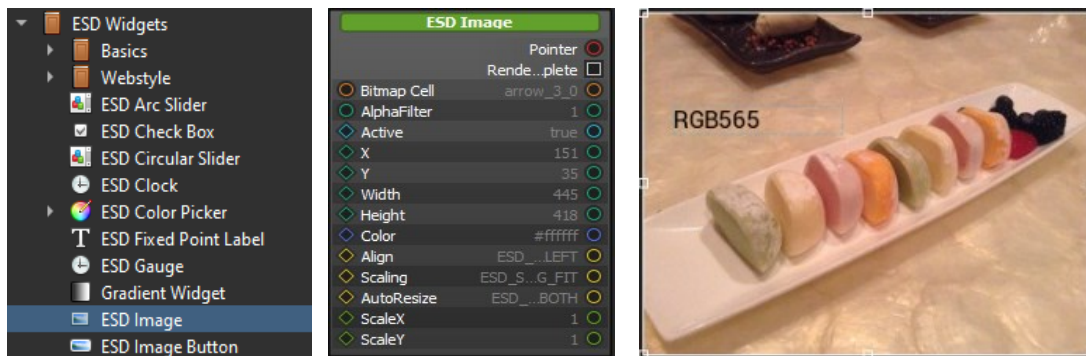 ESD Widgets
Basics
Webstyle
ESD Arc Slider
ESD Check Box
ESD Circular Slider
ESD Clock
ESD Color Picker
ESD Fixed Point Label
ESD Gauge
Gradient Widget
ESD Image
ESD Image Button
ESD Image
Pointer
Rende...plete
Bitmap Cell arrow_3_0
AlphaFilter 1
Active true
X 151
Y 35
Width 445
Height 418
Color #ffffff
Align ESD_...LEFT
Scaling ESD_S...G_FIT
AutoResize ESD_...BOTH
ScaleX 1
ScaleY 1
RGB565